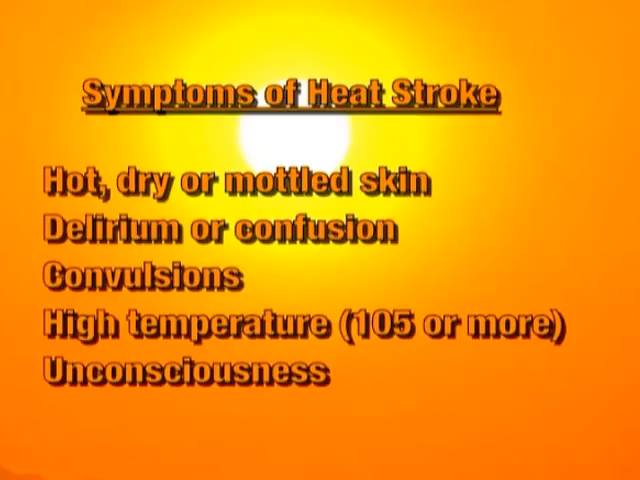 Symptoms of Heat Stroke
Hot, dry or mottled skin
Delirium or confusion
Convulsions
High temperature (105 or more)
Unconsciousness